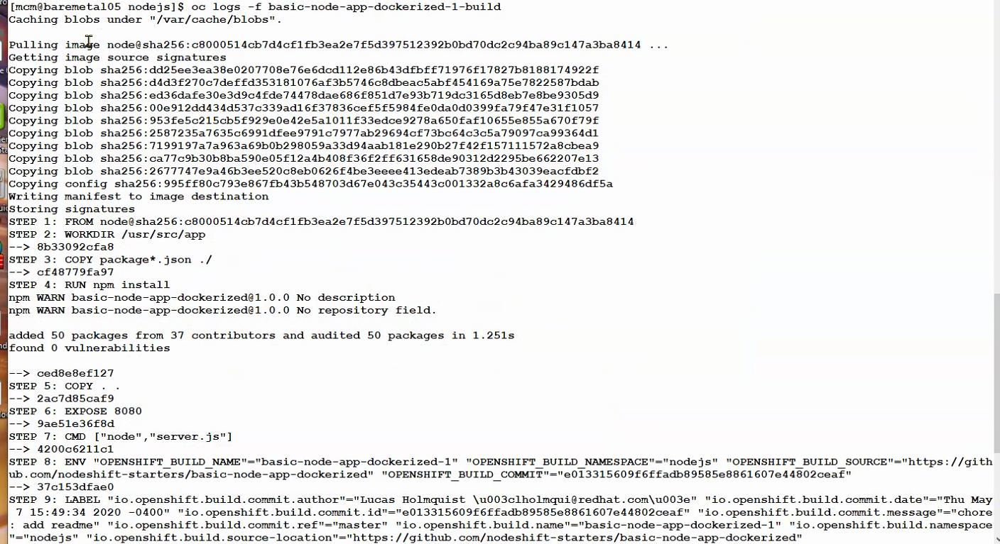 [mcm@baremetal05 nodejs]$ oc logs -f basic-node-app-dockerized-1-build
Caching blobs under "/var/cache/blobs".
Pulling image node@sha256:c8000514cb7d4cf1fb3ea2e7f5d397512392b0bd70dc2c94ba89c147a3ba8414 ...
Getting image source signatures
Copying blob sha256:dd25ee3ea38e0207708e76e6dcd112e86b43dfbff71976f17827b8188174922f
Copying blob sha256:d4d3f270c7deffd353181076af3b5746c8dbeac5abf454169a75e7822587bdab
Copying blob sha256:ed36dafe30e3d9c4fde74478dae686f851d7e93b719dc3165d8eb7e8be9305d9
Copying blob sha256:00e912dd434d537c339ad16f37836cef5f5984fe0da0d0399fa79f47e31f1057
Copying blob sha256:953fe5c215cb5f929e0e42e5a1011f33edce9278a650faf10655e855a670f79f
Copying blob sha256:2587235a7635c6991dfee9791c7977ab29694cf73bc64c3c5a79097ca99364d1
Copying blob sha256:7199197a7a963a69b0b298059a33d94aab181e290b27f42f157111572a8cbea9
Copying blob sha256:ca77c9b30b8ba590e05f12a4b408f36f2ff631658de90312d2295be662207e13
Copying blob sha256:2677747e9a46b3ee520c8eb0626f4be3eeee413edeab7389b3b43039eacfdbf2
Copying config sha256:995ff80c793e867fb43b548703d67e043c35443c001332a8c6afa3429486df5a
Writing manifest to image destination
Storing signatures
STEP 1: FROM node@sha256:c8000514cb7d4cf1fb3ea2e7f5d397512392b0bd70dc2c94ba89c147a3ba8414
STEP 2: WORKDIR /usr/src/app
--> 8b33092cfa8
STEP 3: COPY package*.json ./
--> cf48779fa97
STEP 4: RUN npm install
npm WARN basic-node-app-dockerized@1.0.0 No description
npm WARN basic-node-app-dockerized@1.0.0 No repository field.
added 50 packages from 37 contributors and audited 50 packages in 1.251s
found 0 vulnerabilities
--> ced8e8ef127
STEP 5: COPY . .
--> 2ac7d85caf9
STEP 6: EXPOSE 8080
--> 9ae51e36f8d
STEP 7: CMD ["node","server.js"]
--> 4200c6211c1
STEP 8: ENV "OPENSHIFT_BUILD_NAME"="basic-node-app-dockerized-1" "OPENSHIFT_BUILD_NAMESPACE"="nodejs" "OPENSHIFT_BUILD_SOURCE"="https://gith
ub.com/nodeshift-starters/basic-node-app-dockerized" "OPENSHIFT_BUILD_COMMIT"="e013315609f6ffadb89585e8861607e44802ceaf"
--> 37c153dfae0
STEP 9: LABEL "io.openshift.build.commit.author"="Lucas Holmquist \u003clholmqui@redhat.com\u003e" "io.openshift.build.commit.date"="Thu May
7 15:49:34 2020 -0400" "io.openshift.build.commit.id"="e013315609f6ffadb89585e8861607e44802ceaf" "io.openshift.build.commit.message"="chore
: add readme" "io.openshift.build.commit.ref"="master" "io.openshift.build.name"="basic-node-app-dockerized-1" "io.openshift.build.namespace
"="nodejs" "io.openshift.build.source-location"="https://github.com/nodeshift-starters/basic-node-app-dockerized"